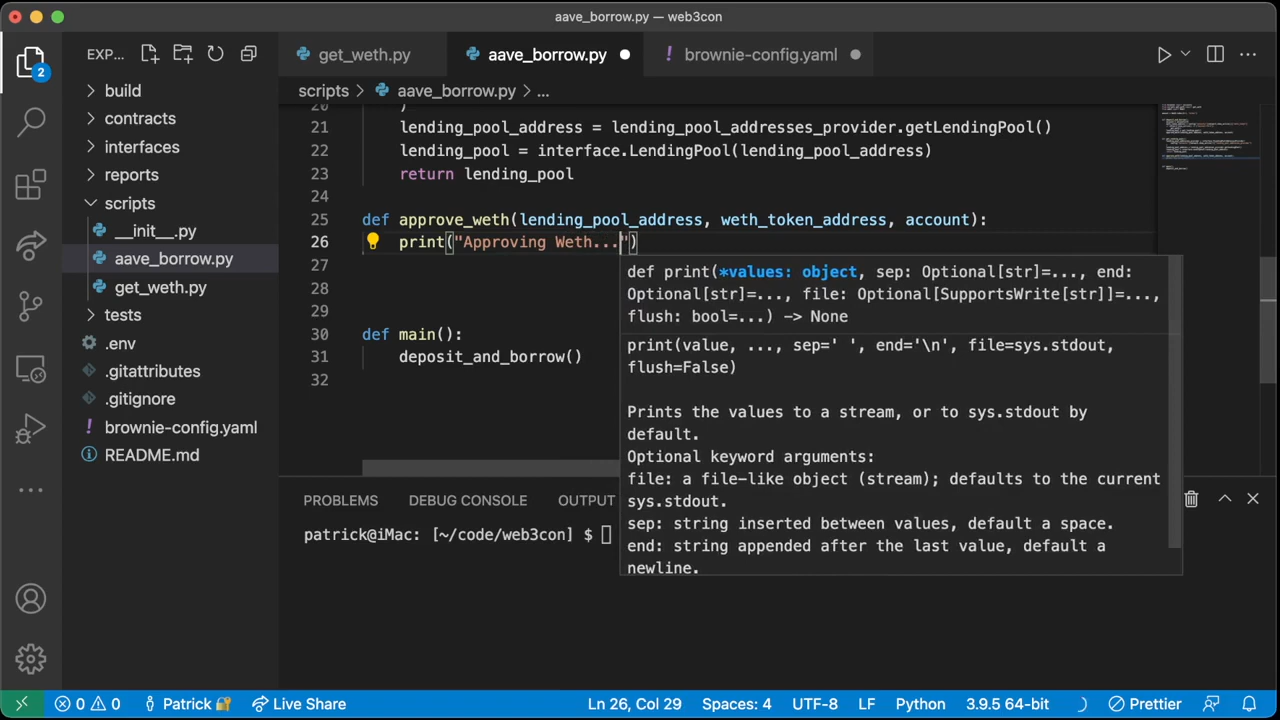 aave_borrow.py — web3con
EXP...
get_weth.py
aave_borrow.py
brownie-config.yaml
scripts > aave_borrow.py > ...
2
build
contracts
interfaces
reports
scripts
__init__.py
aave_borrow.py
get_weth.py
tests
.env
.gitattributes
.gitignore
brownie-config.yaml
README.md
20 )
21 lending_pool_address = lending_pool_addresses_provider.getLendingPool()
22 lending_pool = interface.LendingPool(lending_pool_address)
23 return lending_pool
24
25 def approve_weth(lending_pool_address, weth_token_address, account):
26 print("Approving Weth...")
27
28
29
30 def main():
31 deposit_and_borrow()
32
def print(*values: object, sep: Optional[str]=..., end:
Optional[str]=..., file: Optional[SupportsWrite[str]]=...,
flush: bool=...) -> None
print(value, ..., sep=' ', end='\n', file=sys.stdout,
flush=False)
Prints the values to a stream, or to sys.stdout by
default.
Optional keyword arguments:
file: a file-like object (stream); defaults to the current
sys.stdout.
sep: string inserted between values, default a space.
end: string appended after the last value, default a
newline.
PROBLEMS
DEBUG CONSOLE
OUTPUT
patrick@iMac: [~/code/web3con] $
0 0
Patrick
Live Share
Ln 26, Col 29
Spaces: 4
UTF-8
LF
Python
3.9.5 64-bit
Prettier